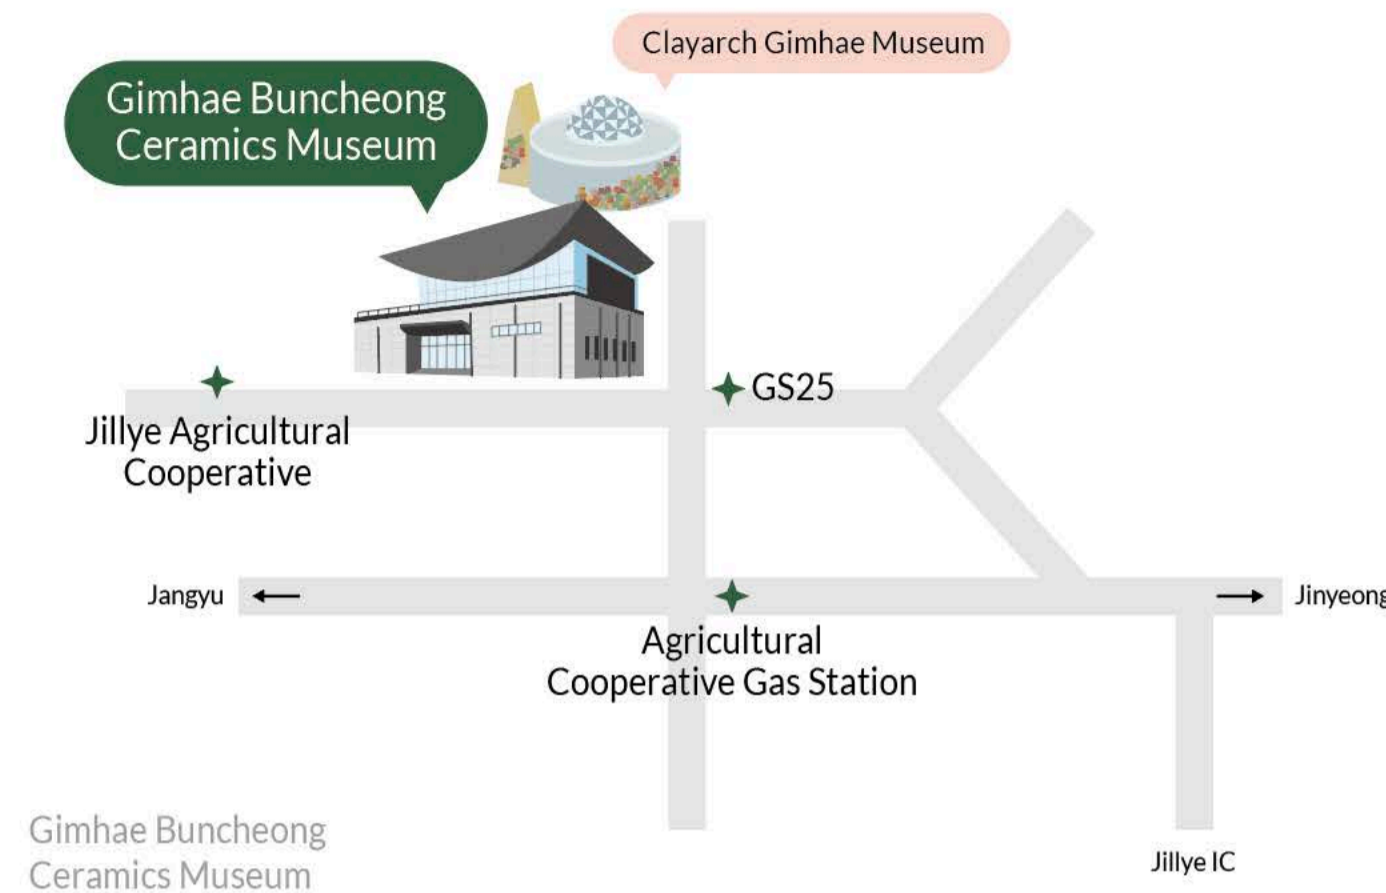 Clayarch Gimhae Museum
Gimhae Buncheong
Ceramics Museum
GS25
Jillye Agricultural
Cooperative
Jangyu
Jinyeong
Agricultural
Cooperative Gas Station
Gimhae Buncheong
Ceramics Museum
Jillye IC